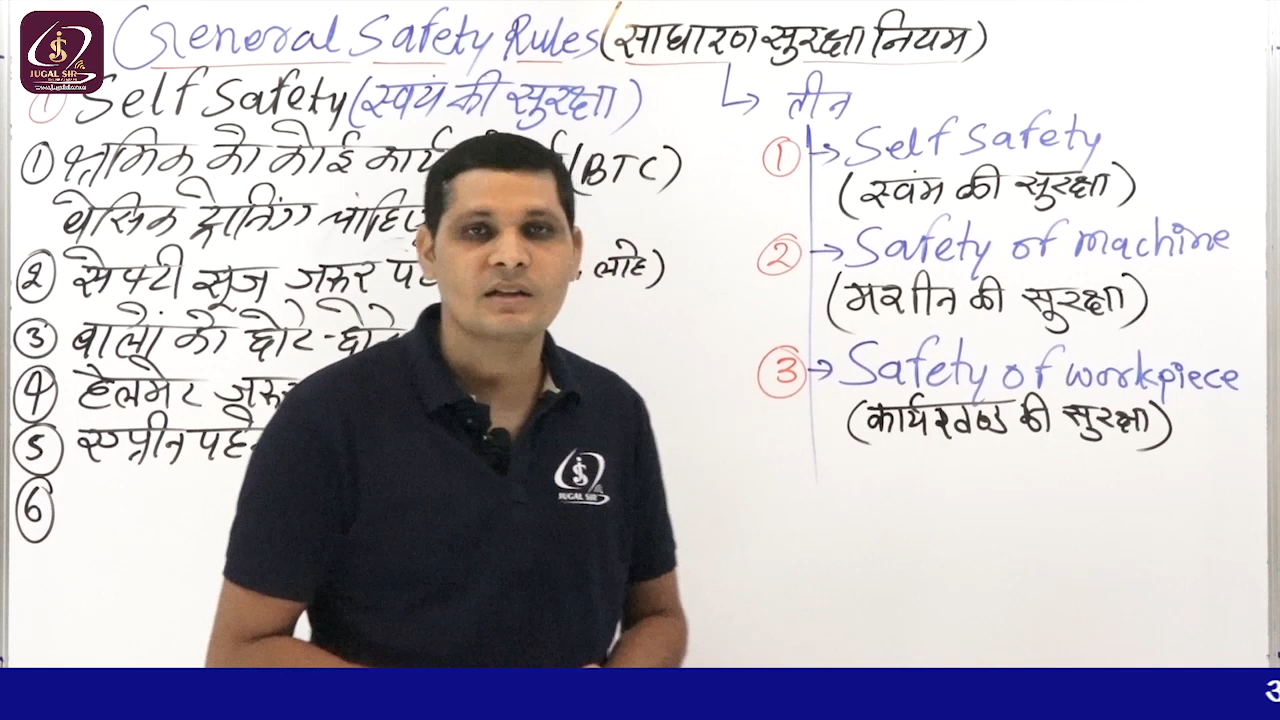 JUGAL SIR
General Safety Rules (साधारण सुरक्षा नियम)
① Self Safety (स्वयं की सुरक्षा)
① श्रमिक को कोई कार्य (BTC)
बेसिक ट्रेनिंग चाहिए
② सेफ्टी सूज जरूर लोह)
③ बालों को छोटे-छोटे
④ हेलमेट
⑤ एप्रीन
⑥
↳ तीन
① → Self Safety
(स्वंम की सुरक्षा)
② → Safety of machine
(मशीन की सुरक्षा)
③ → Safety of workpiece
(कार्यखण्ड की सुरक्षा)
JUGAL SIR